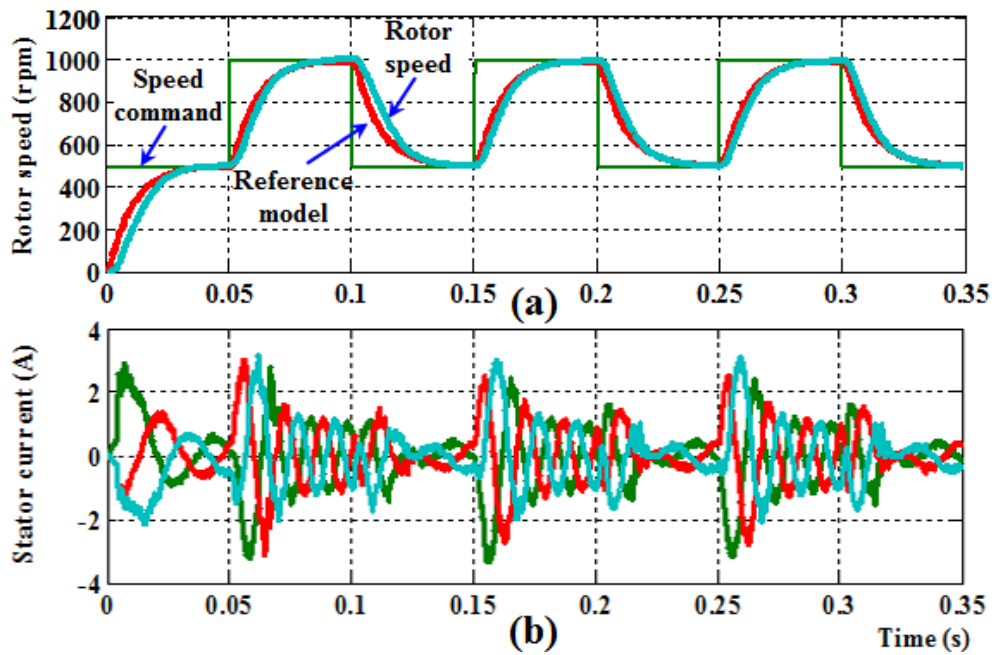 Rotor speed (rpm)
1200
1000
800
600
400
200
0
Speed
command
Rotor
speed
Reference
model
0
0.05
0.1
0.15
0.2
0.25
0.3
0.35
(a)
Stator current (A)
4
2
0
-2
-4
0
0.05
0.1
0.15
0.2
0.25
0.3
0.35
(b)
Time (s)